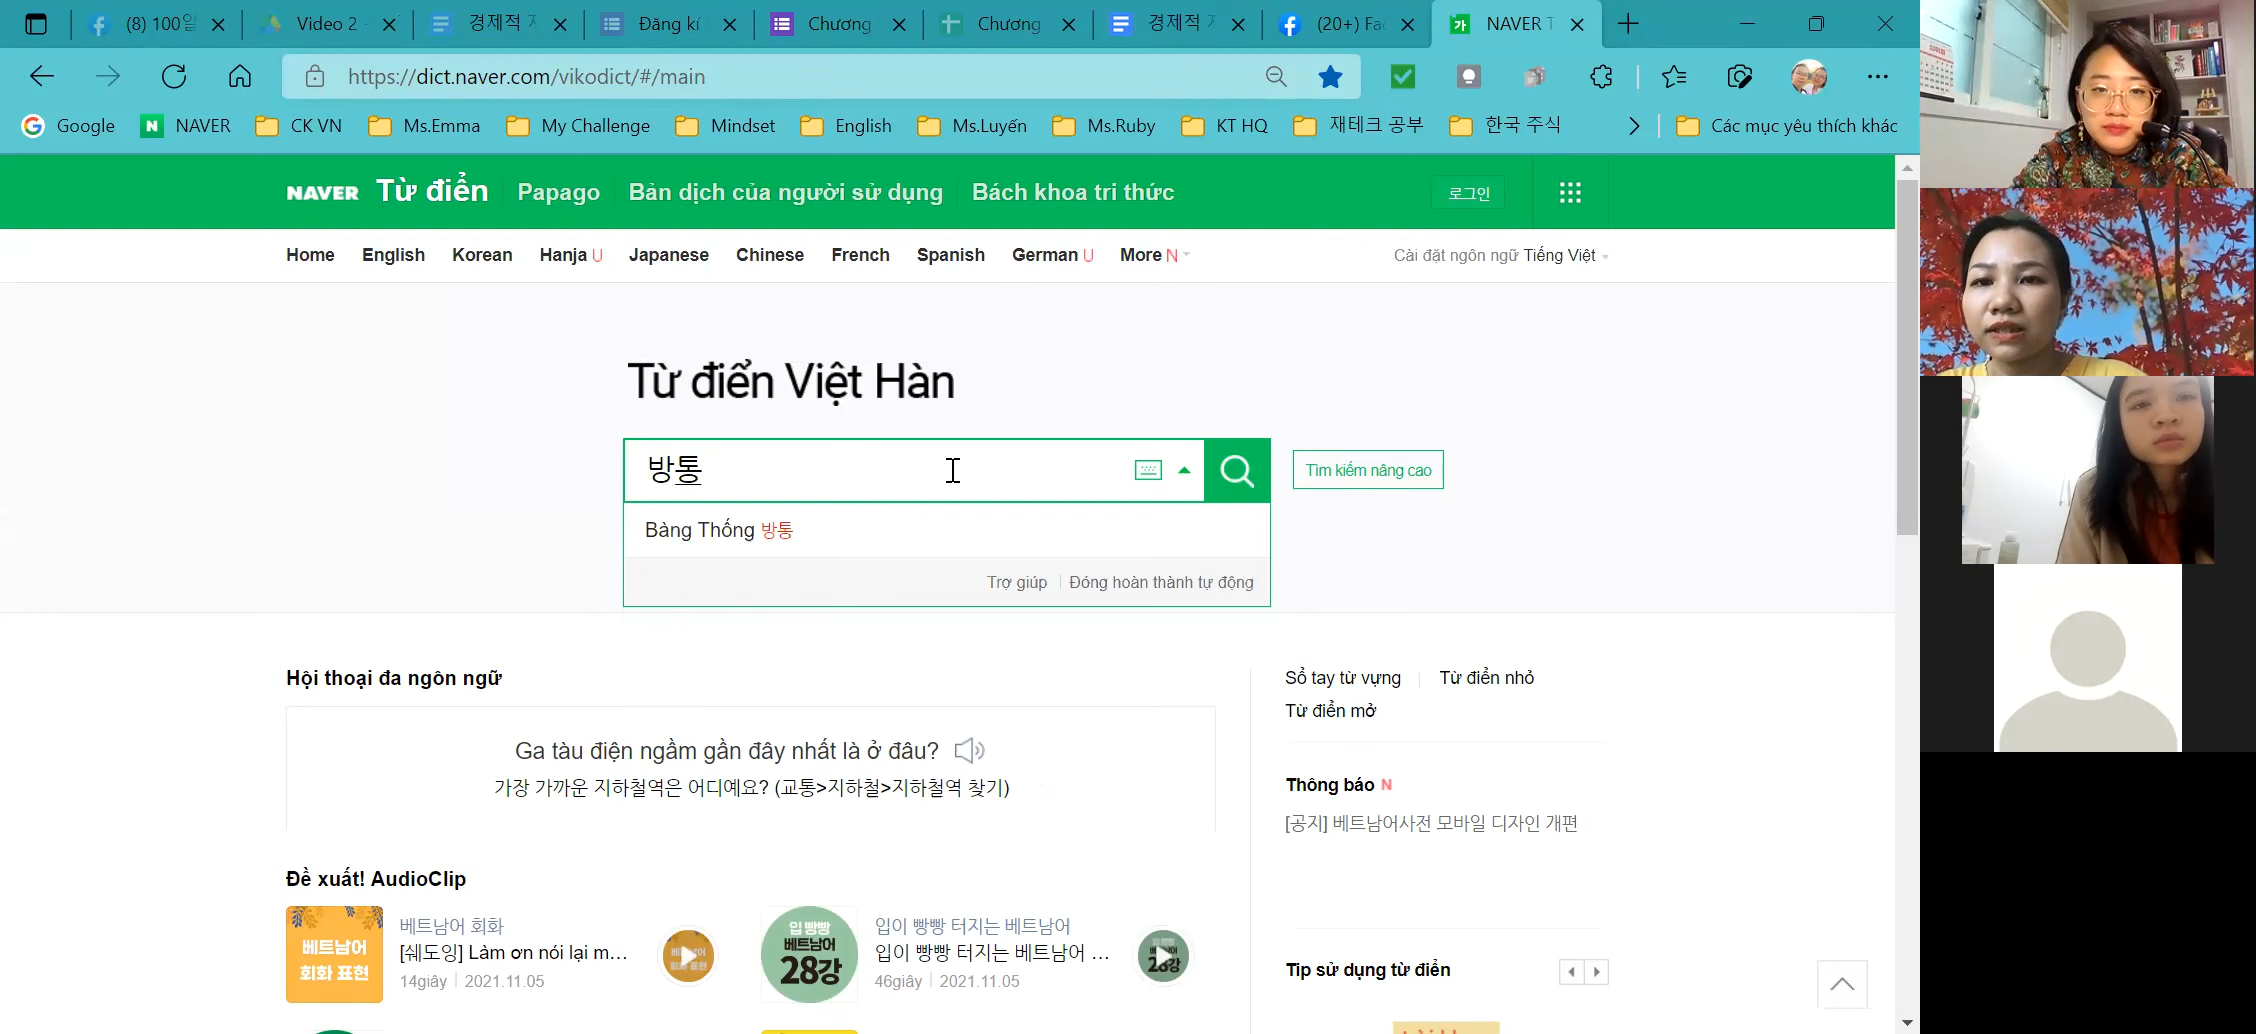 (8) 100일
Video 2 -
경제적 ㅈ
Đăng kí
Chương
Chương
경제적 ㅈ
(20+) Fac
NAVER T
https://dict.naver.com/vikodict/#/main
Google
NAVER
CK VN
Ms.Emma
My Challenge
Mindset
English
Ms.Luyến
Ms.Ruby
KT HQ
재테크 공부
한국 주식
Các mục yêu thích khác
NAVER Từ điển
Papago
Bản dịch của người sử dụng
Bách khoa tri thức
로그인
Home English Korean Hanja U Japanese Chinese French Spanish German U More N
Cài đặt ngôn ngữ Tiếng Việt
Từ điển Việt Hàn
방통
Tìm kiếm nâng cao
Bàng Thống 방통
Trợ giúp
Đóng hoàn thành tự động
Hội thoại đa ngôn ngữ
Ga tàu điện ngầm gần đây nhất là ở đâu?
가장 가까운 지하철역은 어디예요? (교통>지하철>지하철역 찾기)
Sổ tay từ vựng
Từ điển nhỏ
Từ điển mở
Thông báo N
[공지] 베트남어사전 모바일 디자인 개편
Đề xuất! AudioClip
베트남어
회화 표현
베트남어 회화
[쉐도잉] Làm ơn nói lại m...
14giây
2021.11.05
입 빵빵
베트남어
28강
입이 빵빵 터지는 베트남어
입이 빵빵 터지는 베트남어 ...
46giây
2021.11.05
Tip sử dụng từ điển